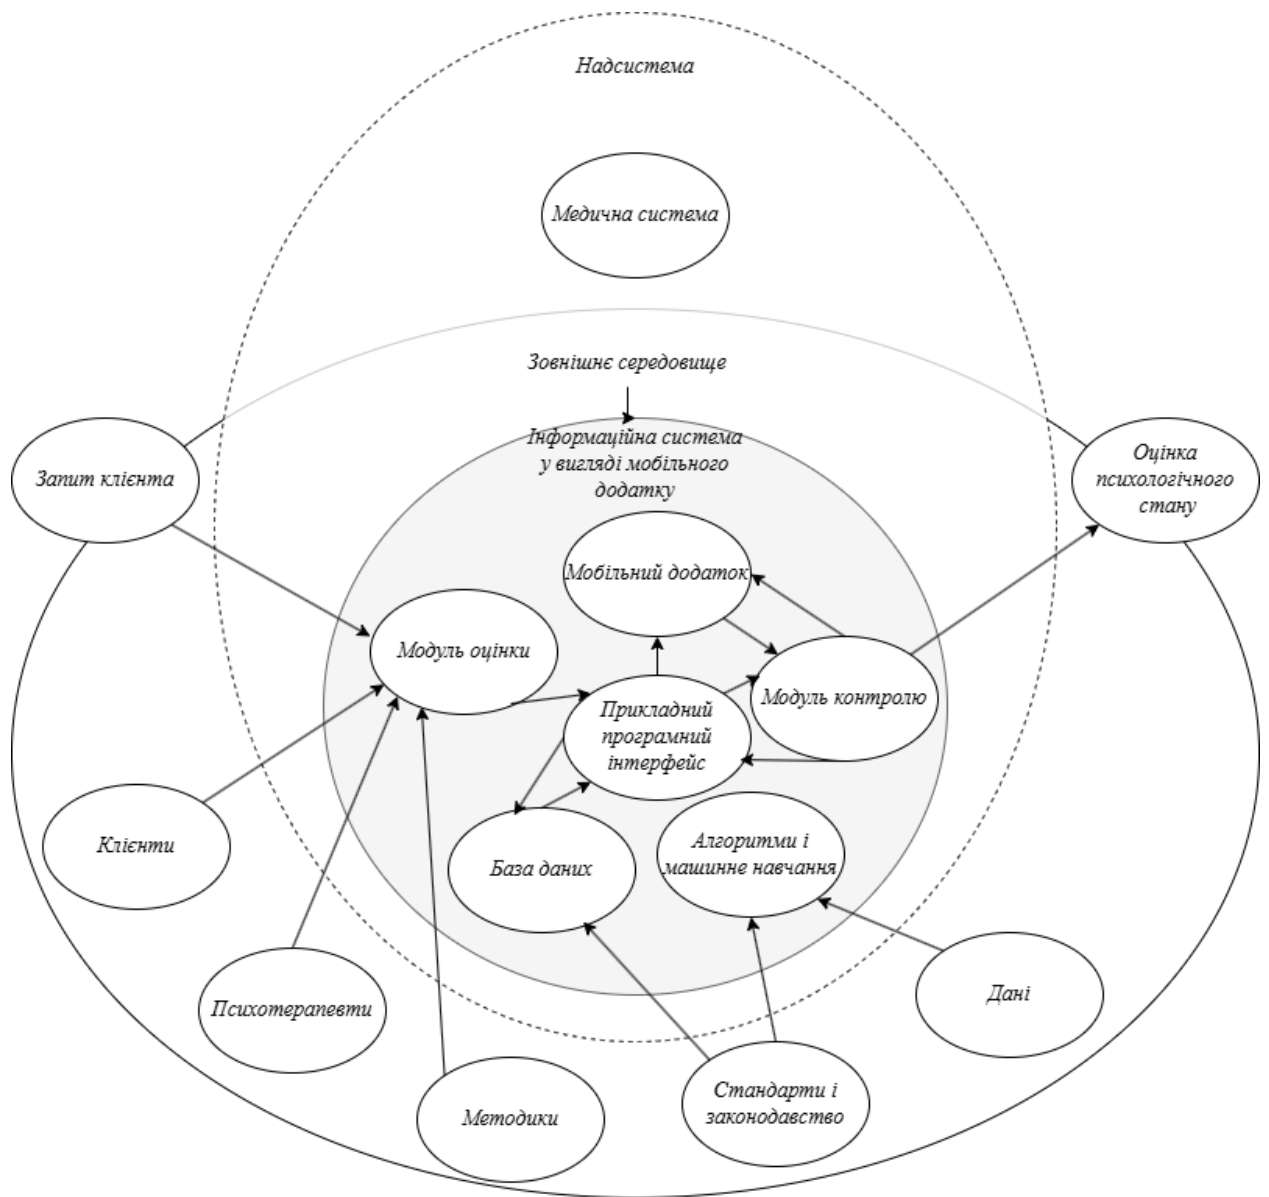 Надсистема
Медична система
Зовнішнє середовище
Інформаційна система
у вигляді мобільного
додатку
Запит клієнта
Оцінка
психологічного
стану
Мобільний додаток
Модуль оцінки
Модуль контролю
Прикладний
програмний
інтерфейс
Клієнти
База даних
Алгоритми і
машинне навчання
Психотерапевти
Дані
Методики
Стандарти і
законодавство